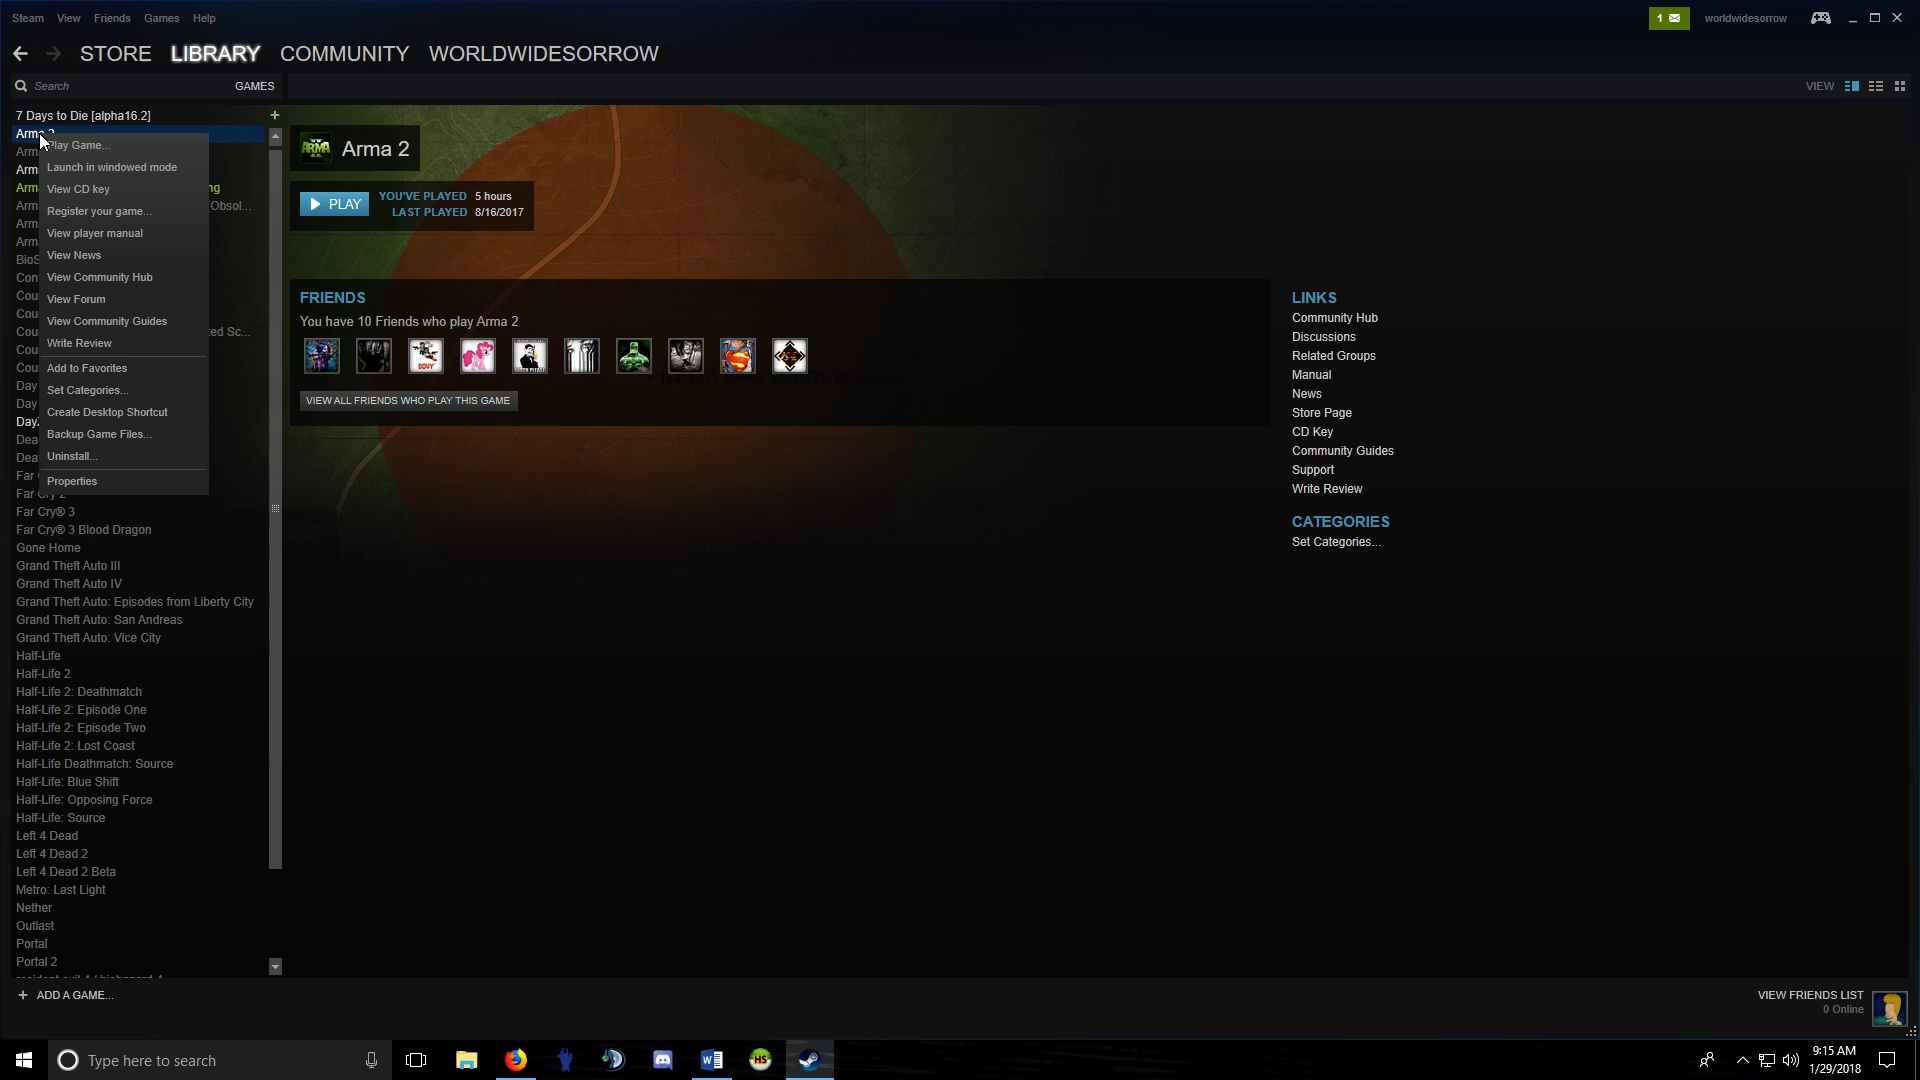 Steam View Friends Games Help
1 worldwidesorrow
STORE LIBRARY COMMUNITY WORLDWIDESORROW
Search GAMES
VIEW
7 Days to Die [alpha16.2] +
Arma 2
Play Game...
Launch in windowed mode
View CD key
Register your game...
View player manual
View News
View Community Hub
View Forum
View Community Guides
Write Review
Add to Favorites
Set Categories...
Create Desktop Shortcut
Backup Game Files...
Uninstall...
Properties
Far Cry 2
Far Cry® 3
Far Cry® 3 Blood Dragon
Gone Home
Grand Theft Auto III
Grand Theft Auto IV
Grand Theft Auto: Episodes from Liberty City
Grand Theft Auto: San Andreas
Grand Theft Auto: Vice City
Half-Life
Half-Life 2
Half-Life 2: Deathmatch
Half-Life 2: Episode One
Half-Life 2: Episode Two
Half-Life 2: Lost Coast
Half-Life Deathmatch: Source
Half-Life: Blue Shift
Half-Life: Opposing Force
Half-Life: Source
Left 4 Dead
Left 4 Dead 2
Left 4 Dead 2 Beta
Metro: Last Light
Nether
Outlast
Portal
Portal 2
+ ADD A GAME...
Arma 2
PLAY
YOU'VE PLAYED 5 hours
LAST PLAYED 8/16/2017
FRIENDS
You have 10 Friends who play Arma 2
VIEW ALL FRIENDS WHO PLAY THIS GAME
LINKS
Community Hub
Discussions
Related Groups
Manual
News
Store Page
CD Key
Community Guides
Support
Write Review
CATEGORIES
Set Categories...
VIEW FRIENDS LIST
0 Online
Type here to search
9:15 AM
1/29/2018